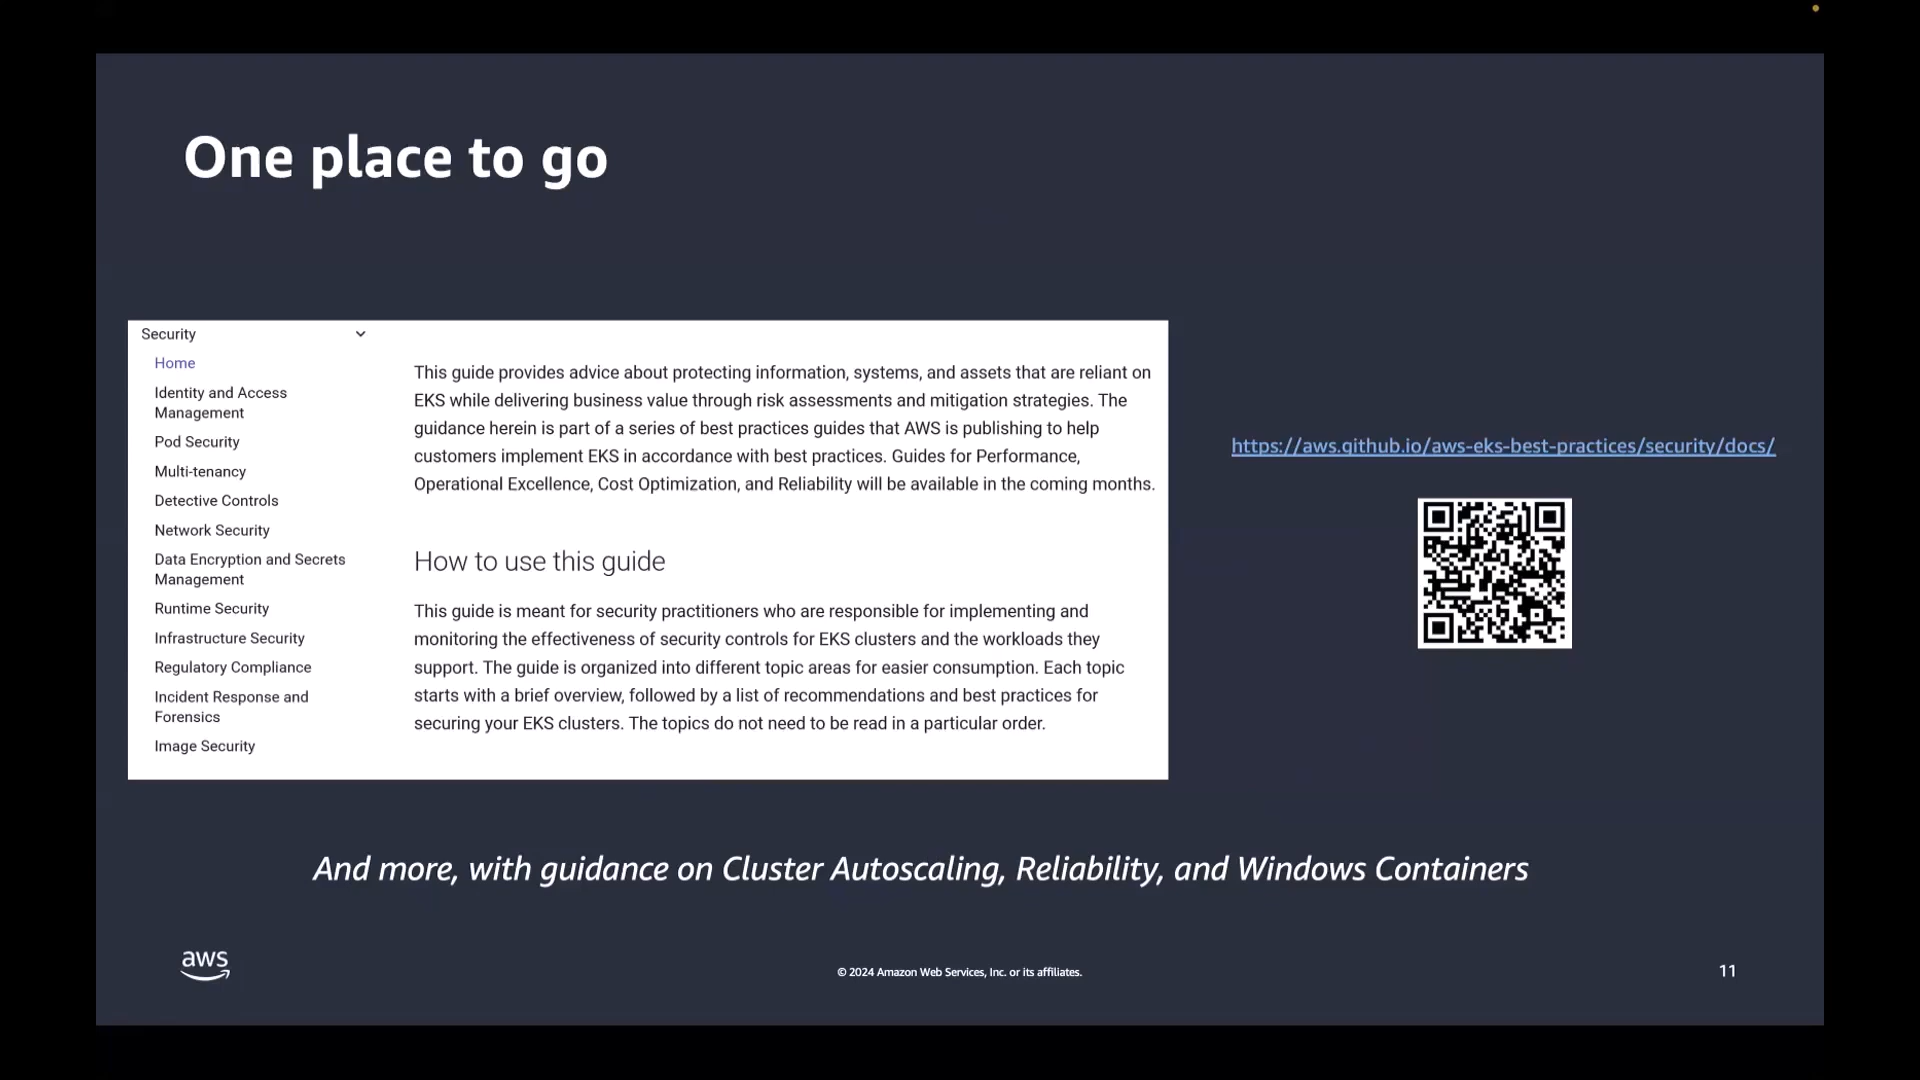 One place to go
Security
Home
Identity and Access
Management
Pod Security
Multi-tenancy
Detective Controls
Network Security
Data Encryption and Secrets
Management
Runtime Security
Infrastructure Security
Regulatory Compliance
Incident Response and
Forensics
Image Security
This guide provides advice about protecting information, systems, and assets that are reliant on
EKS while delivering business value through risk assessments and mitigation strategies. The
guidance herein is part of a series of best practices guides that AWS is publishing to help
customers implement EKS in accordance with best practices. Guides for Performance,
Operational Excellence, Cost Optimization, and Reliability will be available in the coming months.
How to use this guide
This guide is meant for security practitioners who are responsible for implementing and
monitoring the effectiveness of security controls for EKS clusters and the workloads they
support. The guide is organized into different topic areas for easier consumption. Each topic
starts with a brief overview, followed by a list of recommendations and best practices for
securing your EKS clusters. The topics do not need to be read in a particular order.
https://aws.github.io/aws-eks-best-practices/security/docs/
And more, with guidance on Cluster Autoscaling, Reliability, and Windows Containers
aws
© 2024 Amazon Web Services, Inc. or its affiliates.
11